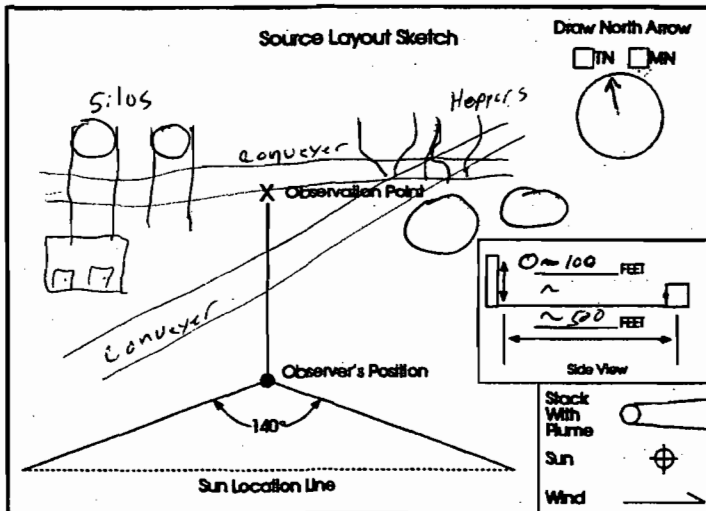 Source Layout Sketch
Draw North Arrow
TN MN
Silos
Hoppers
Conveyer
X Observation Point
0~100 FEET
~
~500 FEET
Side View
Conveyer
Observer's Position
140°
Sun Location Line
Stack
With
Plume
Sun
Wind